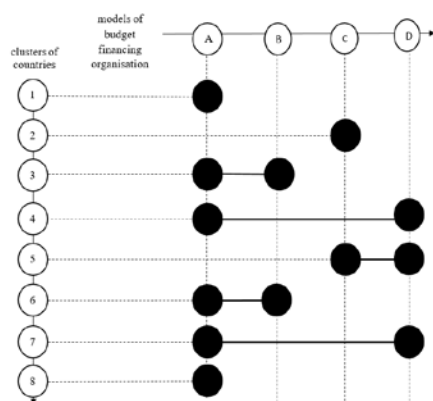 models of
budget
financing
organisation
clusters of
countries
A B C D
1
2
3
4
5
6
7
8